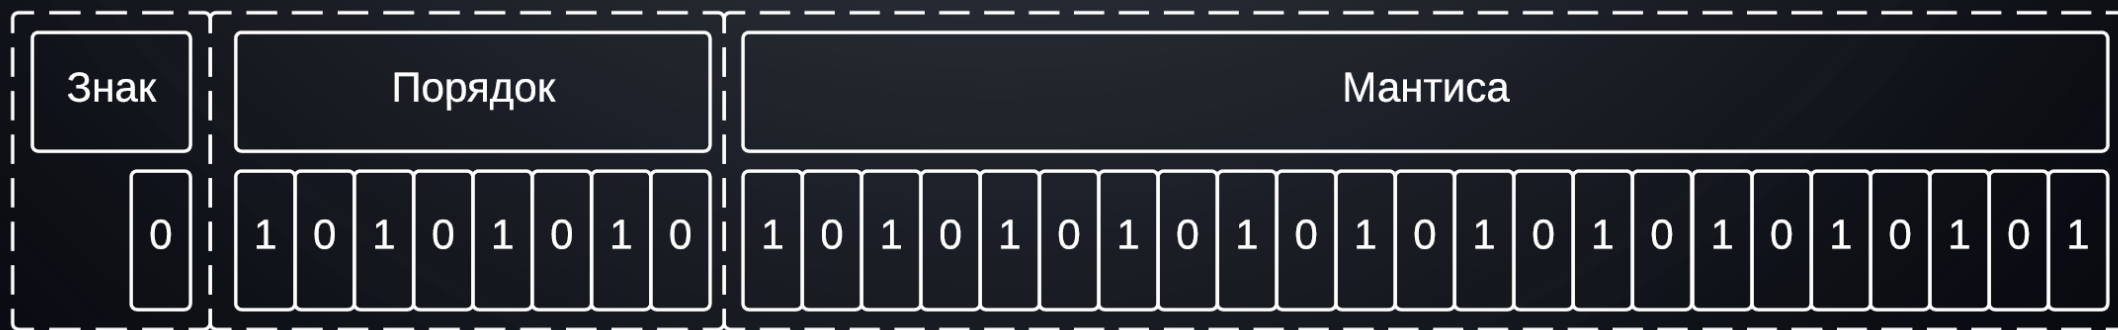 Знак Порядок Мантиса
0 1 0 1 0 1 0 1 0 1 0 1 0 1 0 1 0 1 0 1 0 1 0 1 0 1 0 1 0 1 0 1